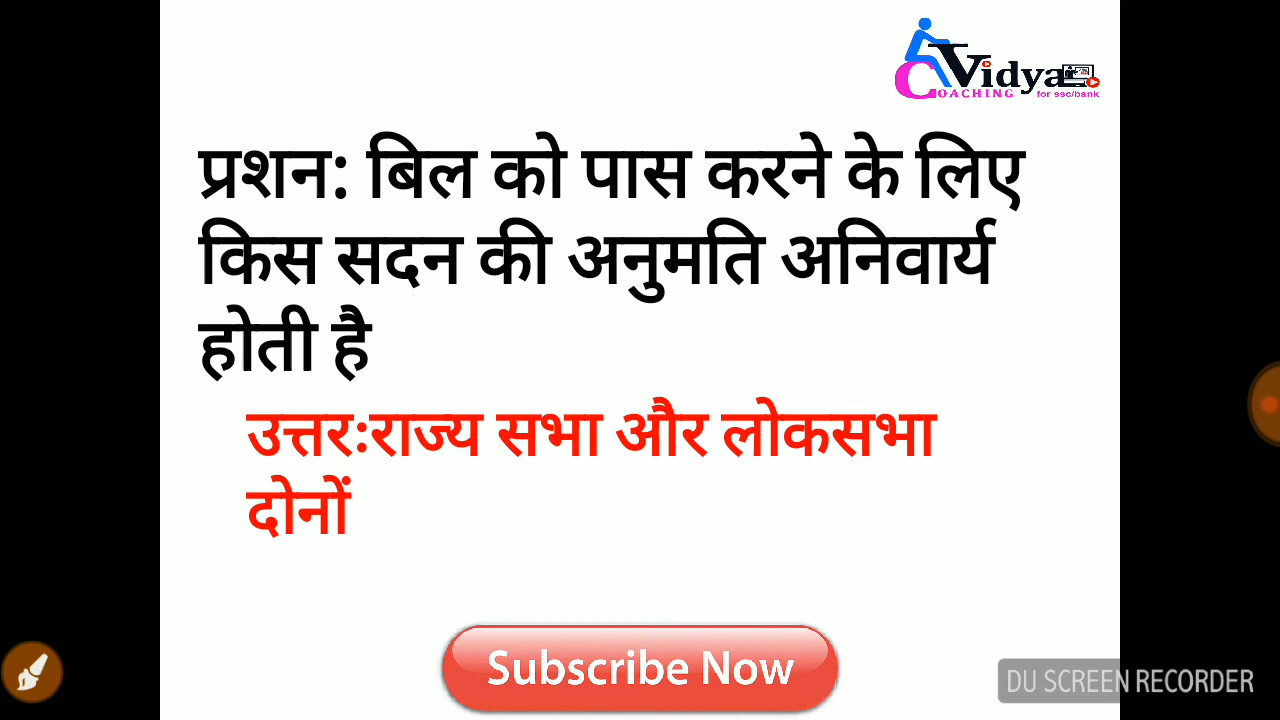 Vidya
COACHING for ssc/bank
प्रशन: बिल को पास करने के लिए
किस सदन की अनुमति अनिवार्य
होती है
उत्तर:राज्य सभा और लोकसभा
दोनों
Subscribe Now
DU SCREEN RECORDER